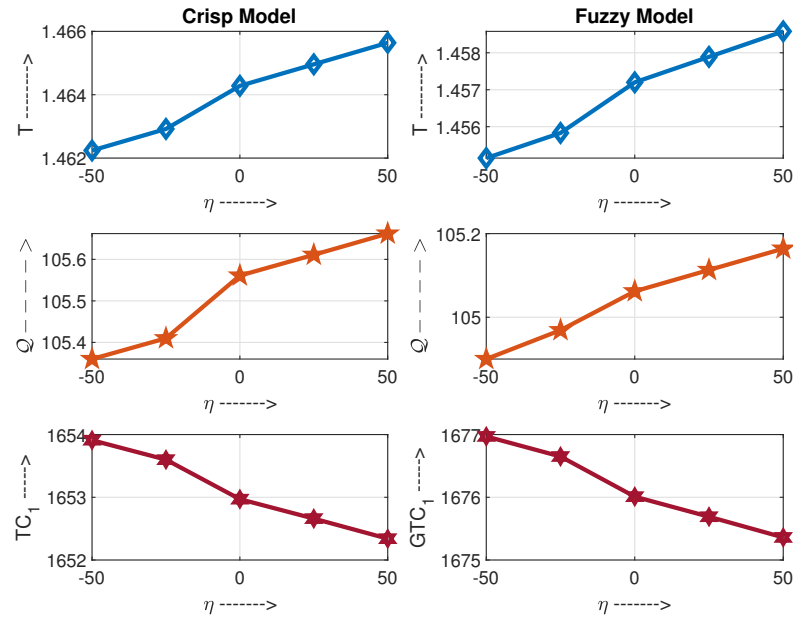 Crisp Model
T ------->
1.466
1.464
1.462
-50
0
50
η ------->
Fuzzy Model
T ------->
1.458
1.457
1.456
-50
0
50
η ------->
Q − − − − >
105.6
105.5
105.4
-50
0
50
η ------->
Q − − − − >
105.2
105
-50
0
50
η ------->
TC1 ----->
1654
1653
1652
-50
0
50
η ------->
GTC1 ---->
1677
1676
1675
-50
0
50
η ------->